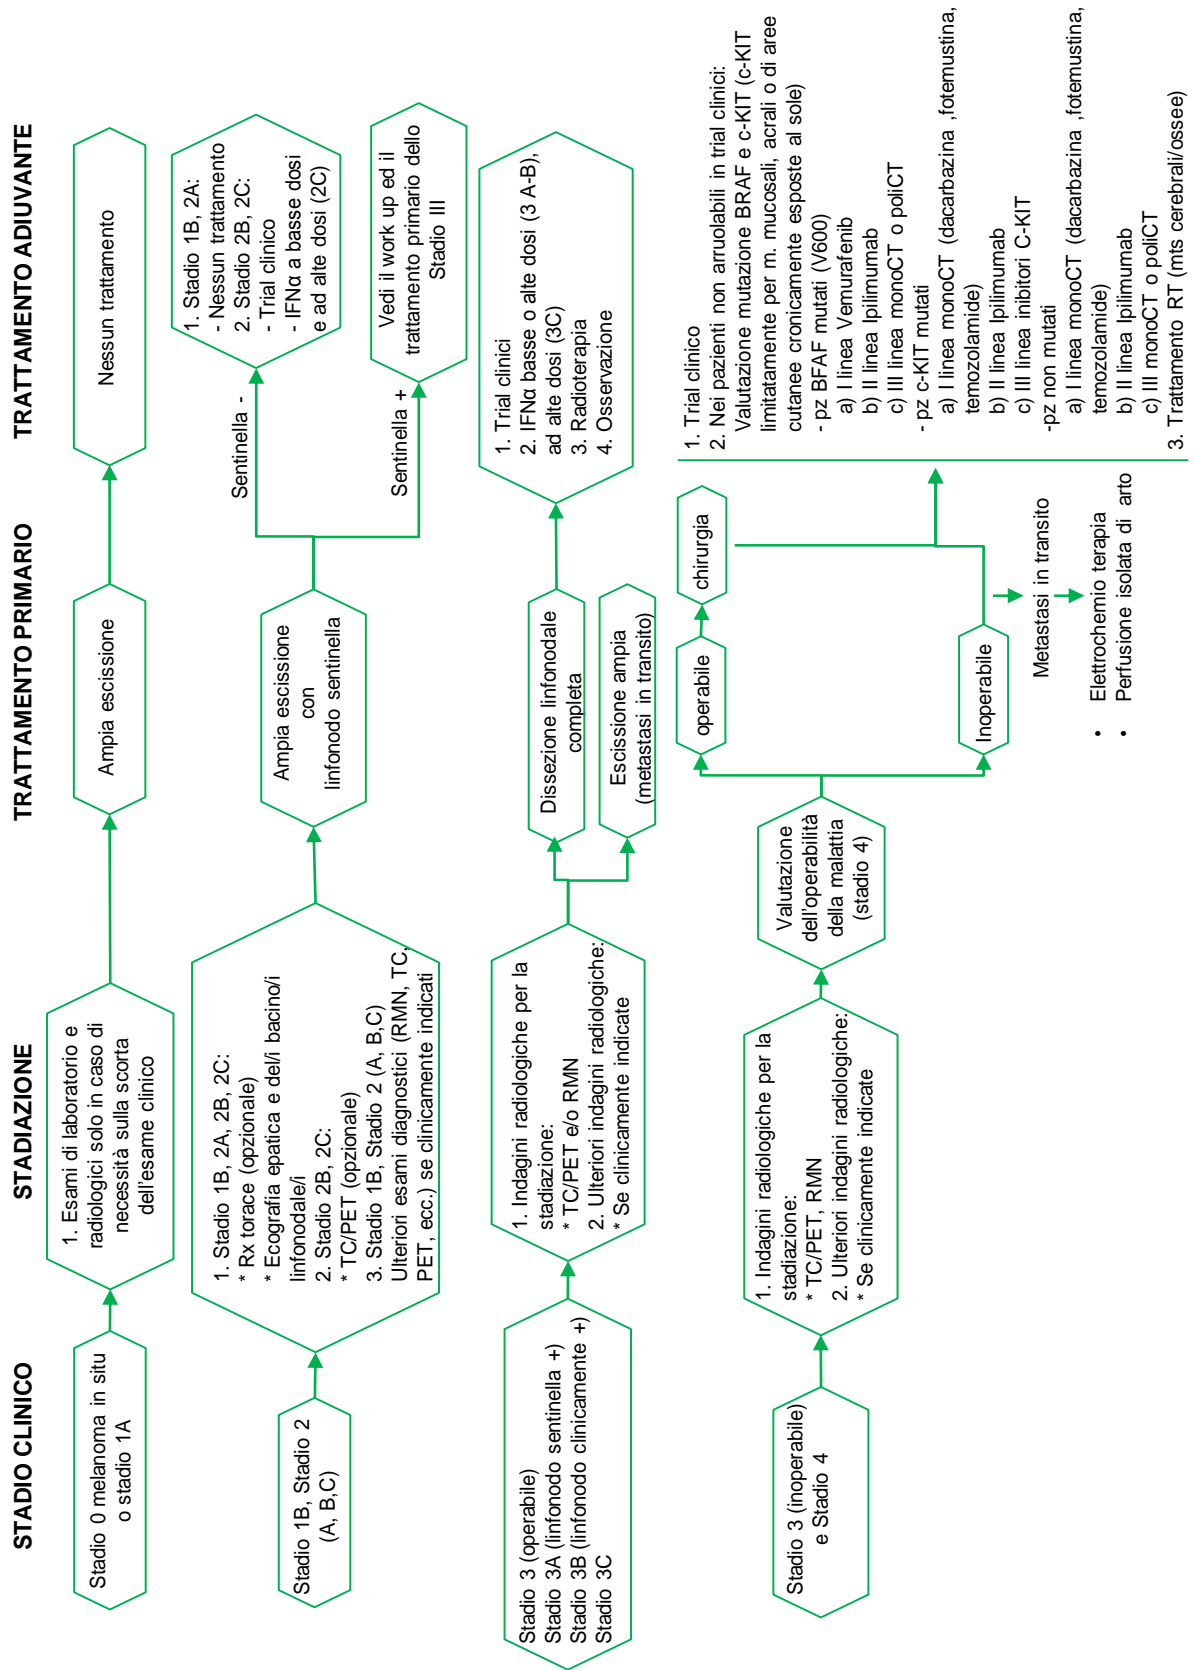 STADIO CLINICO
STADIAZIONE
TRATTAMENTO PRIMARIO
TRATTAMENTO ADIUVANTE
Stadio 0 melanoma in situ
o stadio 1A
1. Esami di laboratorio e
radiologici solo in caso di
necessità sulla scorta
dell'esame clinico
Ampia escissione
Nessun trattamento
Stadio 1B, Stadio 2
(A, B,C)
1. Stadio 1B, 2A, 2B, 2C:
* Rx torace (opzionale)
* Ecografia epatica e del/i bacino/i
linfonodale/i
2. Stadio 2B, 2C:
* TC/PET (opzionale)
3. Stadio 1B, Stadio 2 (A, B,C)
Ulteriori esami diagnostici (RMN, TC,
PET, ecc.) se clinicamente indicati
Ampia escissione
con
linfonodo sentinella
Sentinella -
1. Stadio 1B, 2A:
- Nessun trattamento
2. Stadio 2B, 2C:
- Trial clinico
- IFNα a basse dosi
e ad alte dosi (2C)
Sentinella +
Vedi il work up ed il
trattamento primario dello
Stadio III
Stadio 3 (operabile)
Stadio 3A (linfonodo sentinella +)
Stadio 3B (linfonodo clinicamente +)
Stadio 3C
1. Indagini radiologiche per la
stadiazione:
* TC/PET e/o RMN
2. Ulteriori indagini radiologiche:
* Se clinicamente indicate
Dissezione linfonodale
completa
Escissione ampia
(metastasi in transito)
1. Trial clinici
2. IFNα basse o alte dosi (3 A-B),
ad alte dosi (3C)
3. Radioterapia
4. Osservazione
Stadio 3 (inoperabile)
e Stadio 4
1. Indagini radiologiche per la
stadiazione:
* TC/PET, RMN
2. Ulteriori indagini radiologiche:
* Se clinicamente indicate
Valutazione
dell'operabilità
della malattia
(stadio 4)
operabile
chirurgia
Inoperabile
Metastasi in transito
• Elettrochemio terapia
• Perfusione isolata di arto
1. Trial clinico
2. Nei pazienti non arruolabili in trial clinici:
Valutazione mutazione BRAF e c-KIT (c-KIT
limitatamente per m. mucosali, acrali o di aree
cutanee cronicamente esposte al sole)
- pz BFAF mutati (V600)
a) I linea Vemurafenib
b) II linea Ipilimumab
c) III linea monoCT o poliCT
- pz c-KIT mutati
a) I linea monoCT (dacarbazina ,fotemustina,
temozolamide)
b) II linea Ipilimumab
c) III linea inibitori C-KIT
-pz non mutati
a) I linea monoCT (dacarbazina ,fotemustina,
temozolamide)
b) II linea Ipilimumab
c) III monoCT o poliCT
3. Trattamento RT (mts cerebrali/ossee)